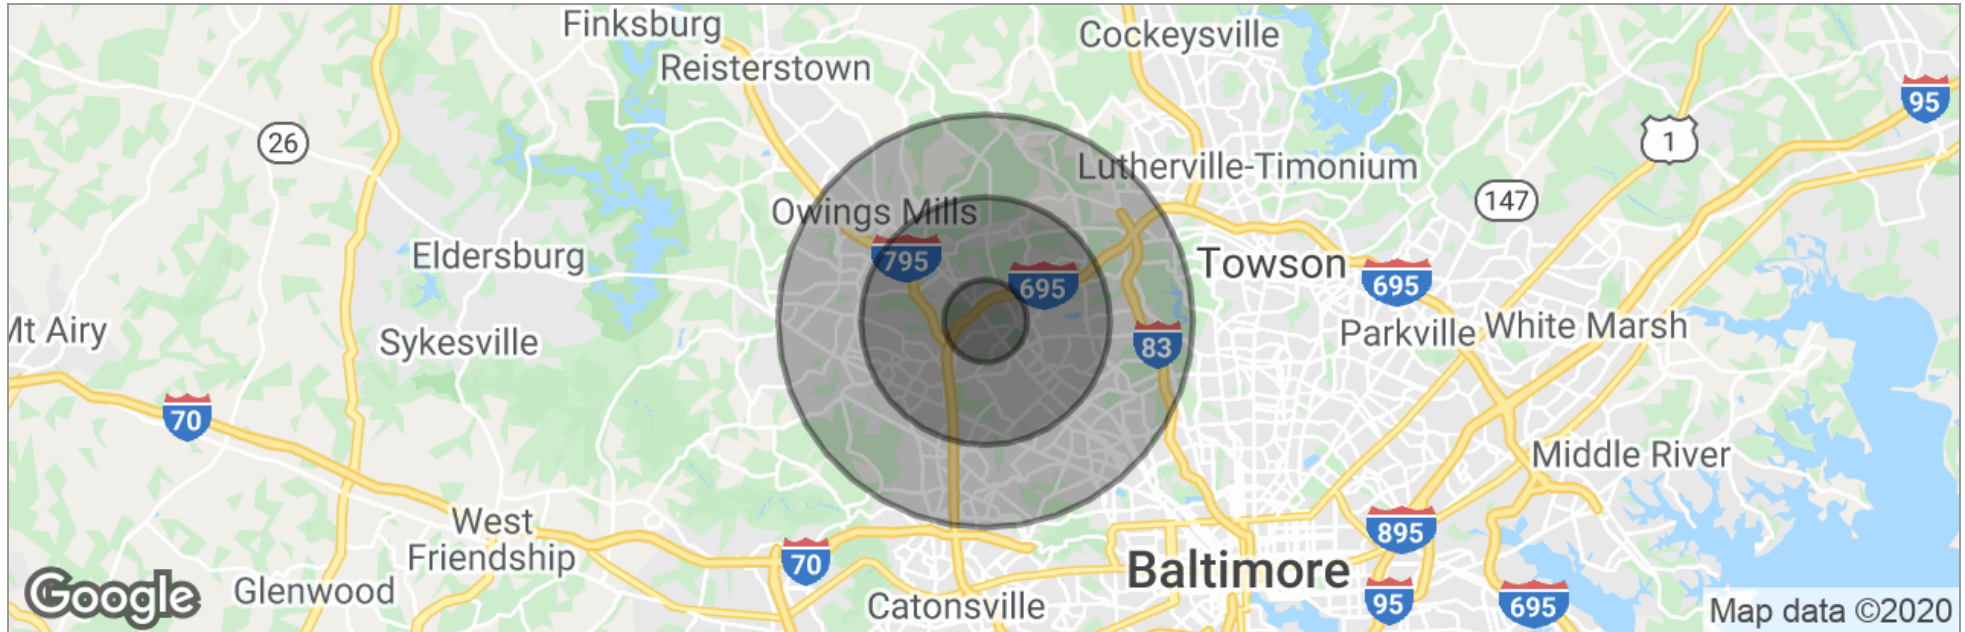 Finksburg
Cockeysville
Reisterstown
95
26
1
Lutherville-Timonium
147
Owings Mills
Eldersburg
795
695
Towson
695
Mt Airy
Sykesville
83
Parkville
White Marsh
70
Middle River
West
Friendship
895
70
Baltimore
Glenwood
Catonsville
95
695
Google
Map data ©2020